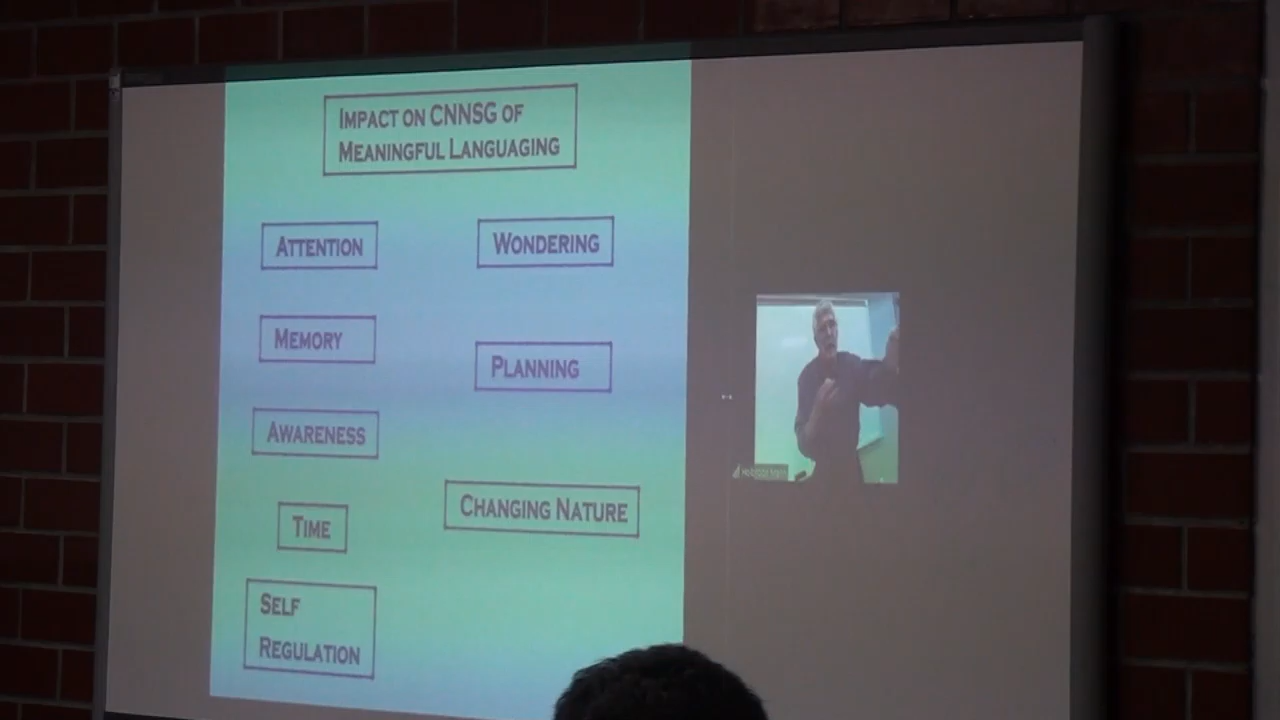 IMPACT ON CNNSG OF
MEANINGFUL LANGUAGING
ATTENTION
WONDERING
MEMORY
PLANNING
AWARENESS
TIME
CHANGING NATURE
SELF
REGULATION